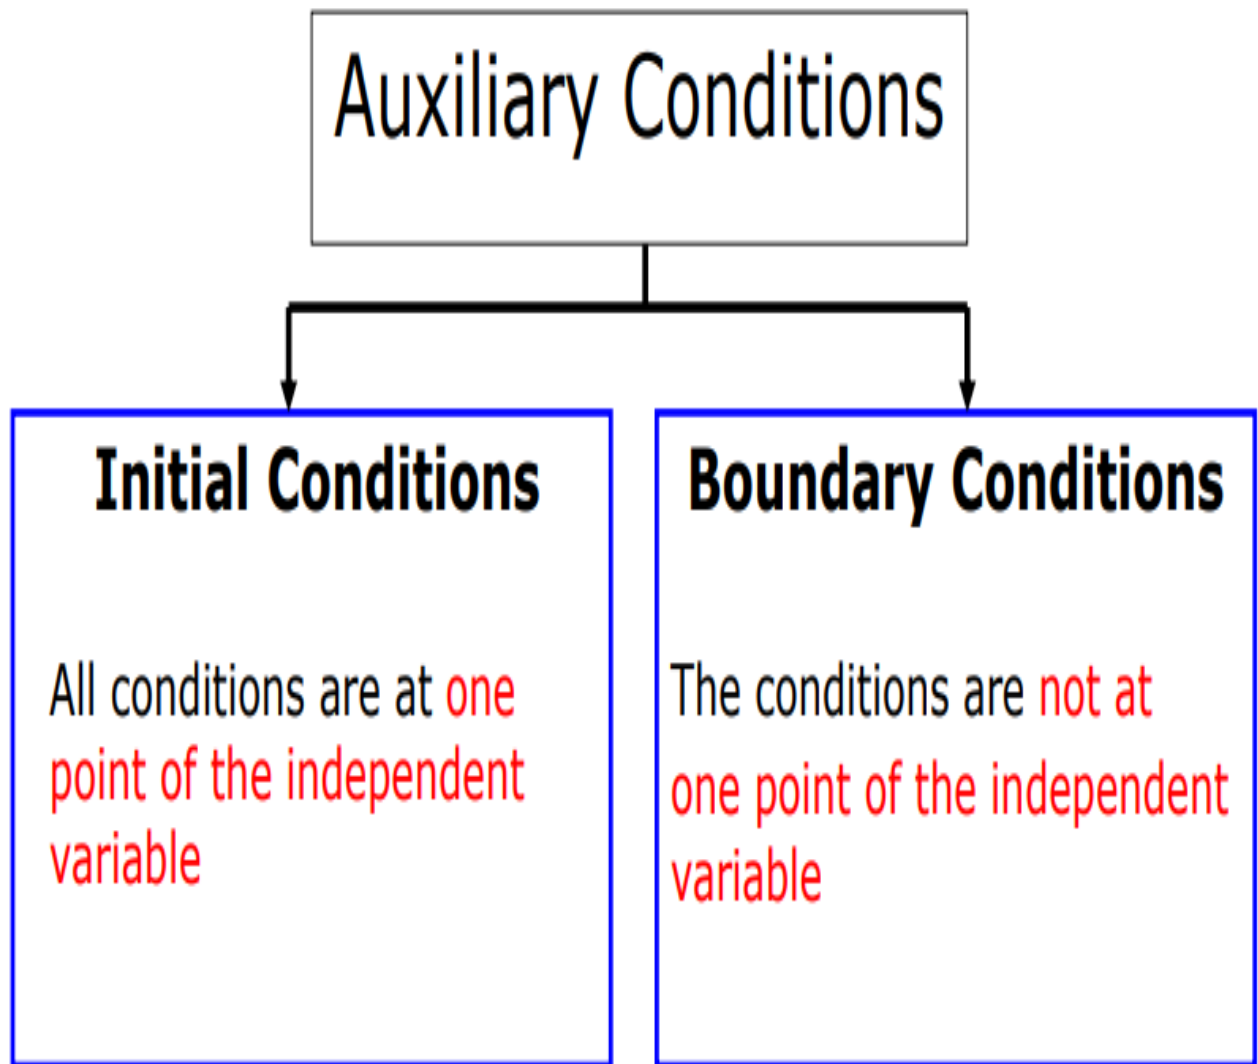 Auxiliary Conditions
Initial Conditions
All conditions are at one
point of the independent
variable
Boundary Conditions
The conditions are not at
one point of the independent
variable